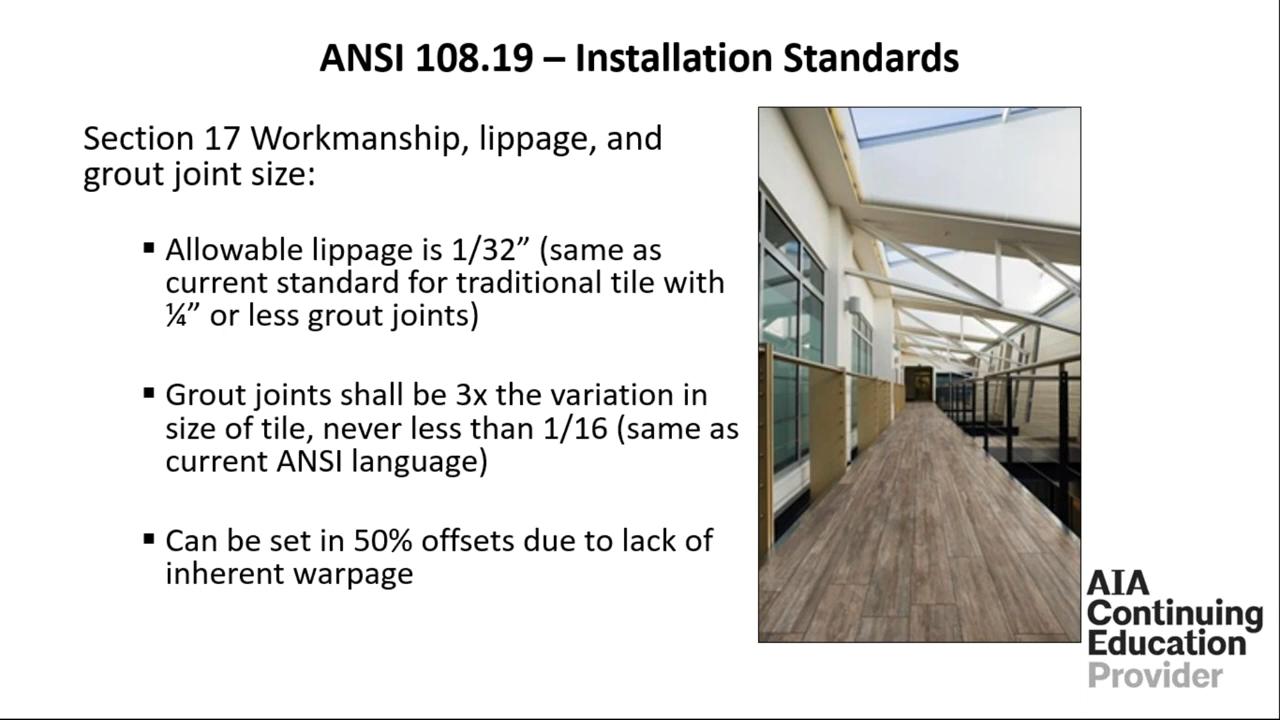 ANSI 108.19 – Installation Standards
Section 17 Workmanship, lippage, and
grout joint size:
▪ Allowable lippage is 1/32” (same as
current standard for traditional tile with
¼” or less grout joints)
▪ Grout joints shall be 3x the variation in
size of tile, never less than 1/16 (same as
current ANSI language)
▪ Can be set in 50% offsets due to lack of
inherent warpage
AIA
Continuing
Education
Provider